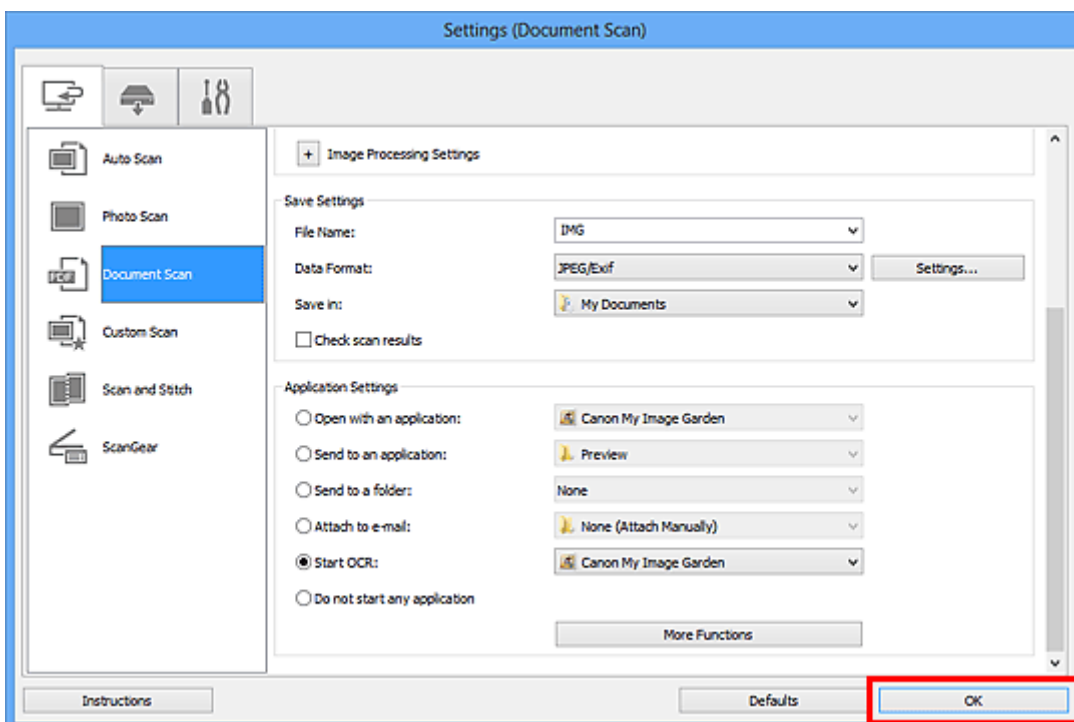 Settings (Document Scan)
Auto Scan
Photo Scan
Document Scan
Custom Scan
Scan and Stitch
ScanGear
+ Image Processing Settings
Save Settings
File Name: IMG
Data Format: JPEG/Exif Settings...
Save in: My Documents
Check scan results
Application Settings
Open with an application: Canon My Image Garden
Send to an application: Preview
Send to a folder: None
Attach to e-mail: None (Attach Manually)
Start OCR: Canon My Image Garden
Do not start any application
More Functions
Instructions Defaults OK